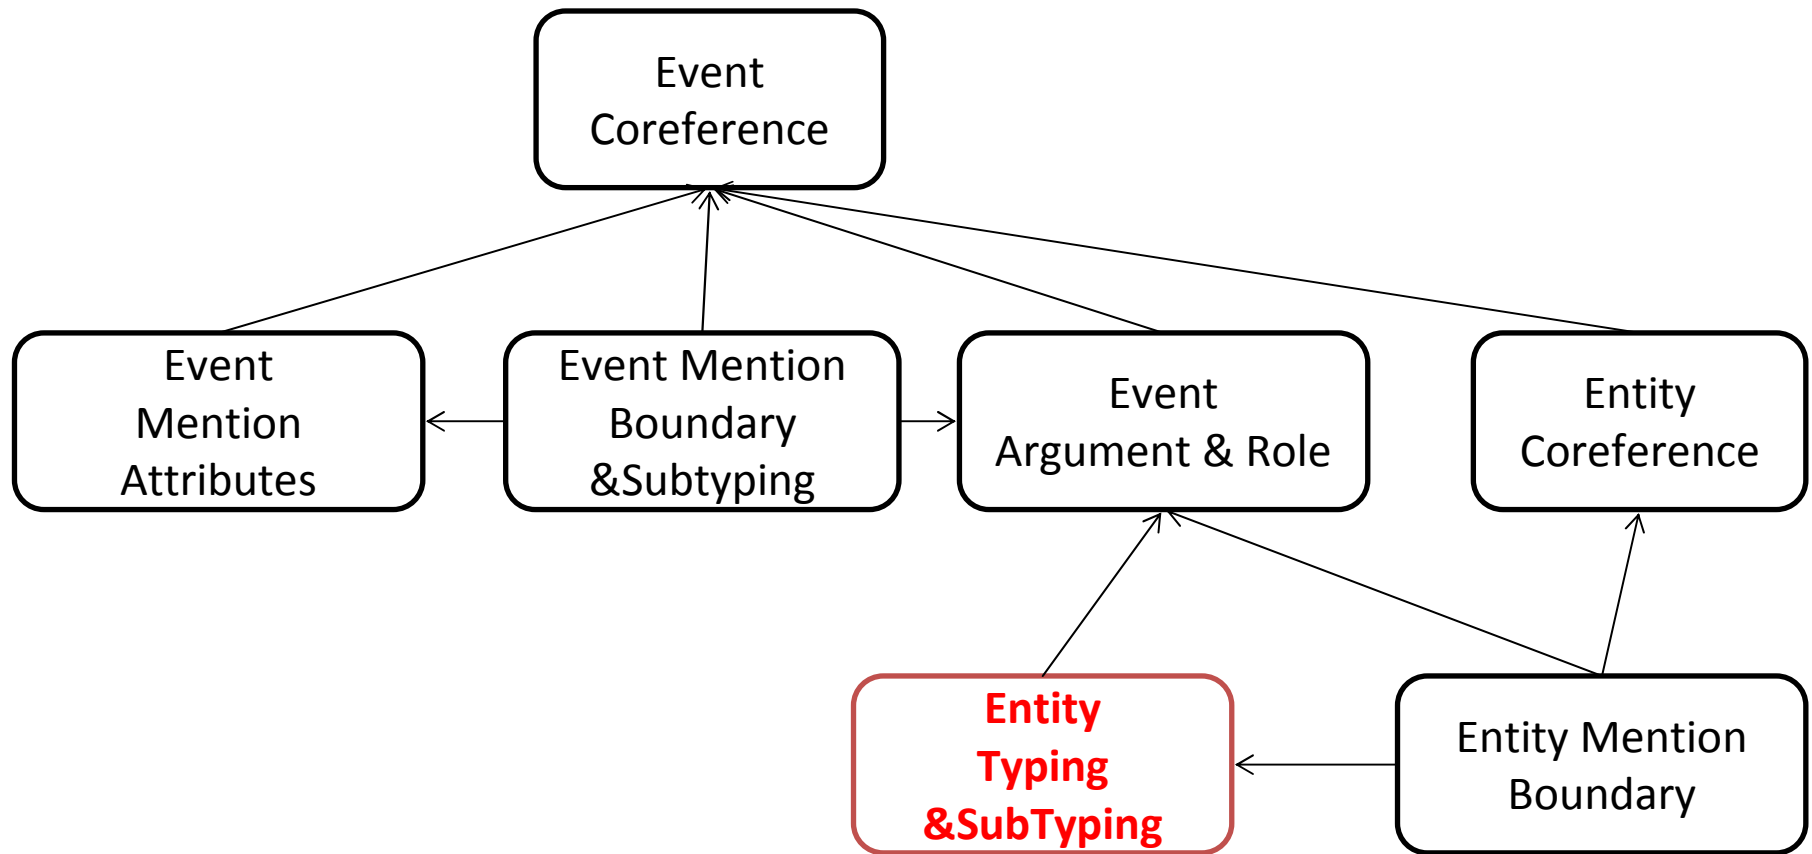 Event
Coreference
Event
Mention
Attributes
Event Mention
Boundary
&Subtyping
Event
Argument & Role
Entity
Coreference
Entity
Typing
&SubTyping
Entity Mention
Boundary